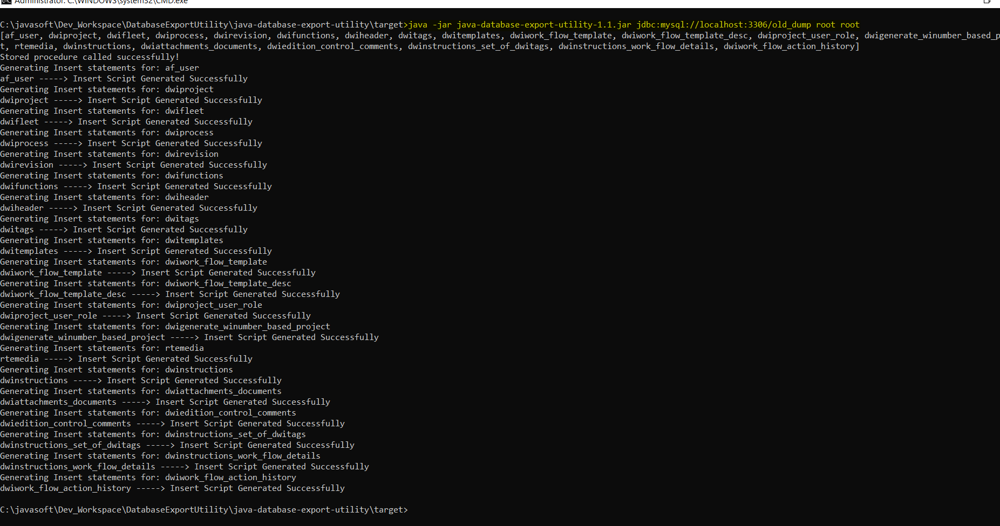 Administrator: C:\WINDOWS\system32\CMD.exe
C:\javasoft\Dev_Workspace\DatabaseExportUtility\java-database-export-utility\target>java -jar java-database-export-utility-1.1.jar jdbc:mysql://localhost:3306/old_dump root root
[af_user, dwiproject, dwifleet, dwiprocess, dwirevision, dwifunctions, dwiheader, dwitags, dwitemplates, dwiwork_flow_template, dwiwork_flow_template_desc, dwiproject_user_role, dwigenerate_winumber_based_p
t, rtemedia, dwinstructions, dwiattachments_documents, dwiedition_control_comments, dwinstructions_set_of_dwitags, dwinstructions_work_flow_details, dwiwork_flow_action_history]
Stored procedure called successfully!
Generating Insert statements for: af_user
af_user -----> Insert Script Generated Successfully
Generating Insert statements for: dwiproject
dwiproject -----> Insert Script Generated Successfully
Generating Insert statements for: dwifleet
dwifleet -----> Insert Script Generated Successfully
Generating Insert statements for: dwiprocess
dwiprocess -----> Insert Script Generated Successfully
Generating Insert statements for: dwirevision
dwirevision -----> Insert Script Generated Successfully
Generating Insert statements for: dwifunctions
dwifunctions -----> Insert Script Generated Successfully
Generating Insert statements for: dwiheader
dwiheader -----> Insert Script Generated Successfully
Generating Insert statements for: dwitags
dwitags -----> Insert Script Generated Successfully
Generating Insert statements for: dwitemplates
dwitemplates -----> Insert Script Generated Successfully
Generating Insert statements for: dwiwork_flow_template
dwiwork_flow_template -----> Insert Script Generated Successfully
Generating Insert statements for: dwiwork_flow_template_desc
dwiwork_flow_template_desc -----> Insert Script Generated Successfully
Generating Insert statements for: dwiproject_user_role
dwiproject_user_role -----> Insert Script Generated Successfully
Generating Insert statements for: dwigenerate_winumber_based_project
dwigenerate_winumber_based_project -----> Insert Script Generated Successfully
Generating Insert statements for: rtemedia
rtemedia -----> Insert Script Generated Successfully
Generating Insert statements for: dwinstructions
dwinstructions -----> Insert Script Generated Successfully
Generating Insert statements for: dwiattachments_documents
dwiattachments_documents -----> Insert Script Generated Successfully
Generating Insert statements for: dwiedition_control_comments
dwiedition_control_comments -----> Insert Script Generated Successfully
Generating Insert statements for: dwinstructions_set_of_dwitags
dwinstructions_set_of_dwitags -----> Insert Script Generated Successfully
Generating Insert statements for: dwinstructions_work_flow_details
dwinstructions_work_flow_details -----> Insert Script Generated Successfully
Generating Insert statements for: dwiwork_flow_action_history
dwiwork_flow_action_history -----> Insert Script Generated Successfully
C:\javasoft\Dev_Workspace\DatabaseExportUtility\java-database-export-utility\target>